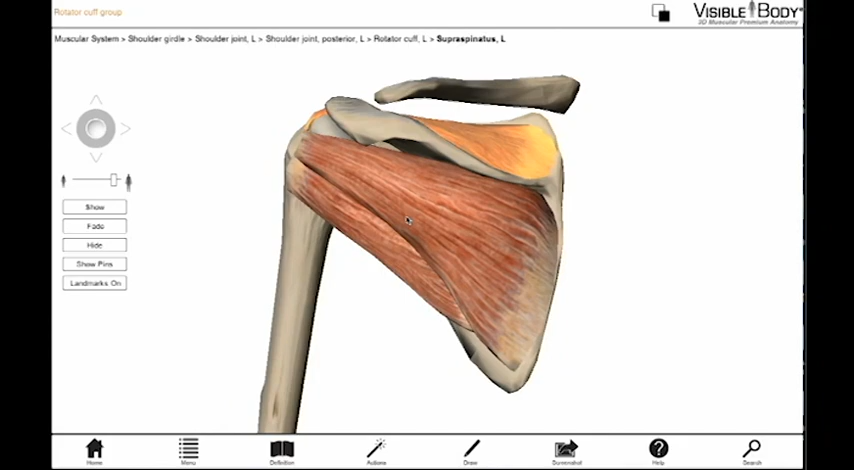 Rotator cuff group
VISIBLE BODY®
3D Muscular Premium Anatomy
Muscular System > Shoulder girdle > Shoulder joint, L > Shoulder joint, posterior, L > Rotator cuff, L > Supraspinatus, L
Show
Fade
Hide
Show Pins
Landmarks On
Home
Menu
Definition
Actions
Draw
Screenshot
Help
Search